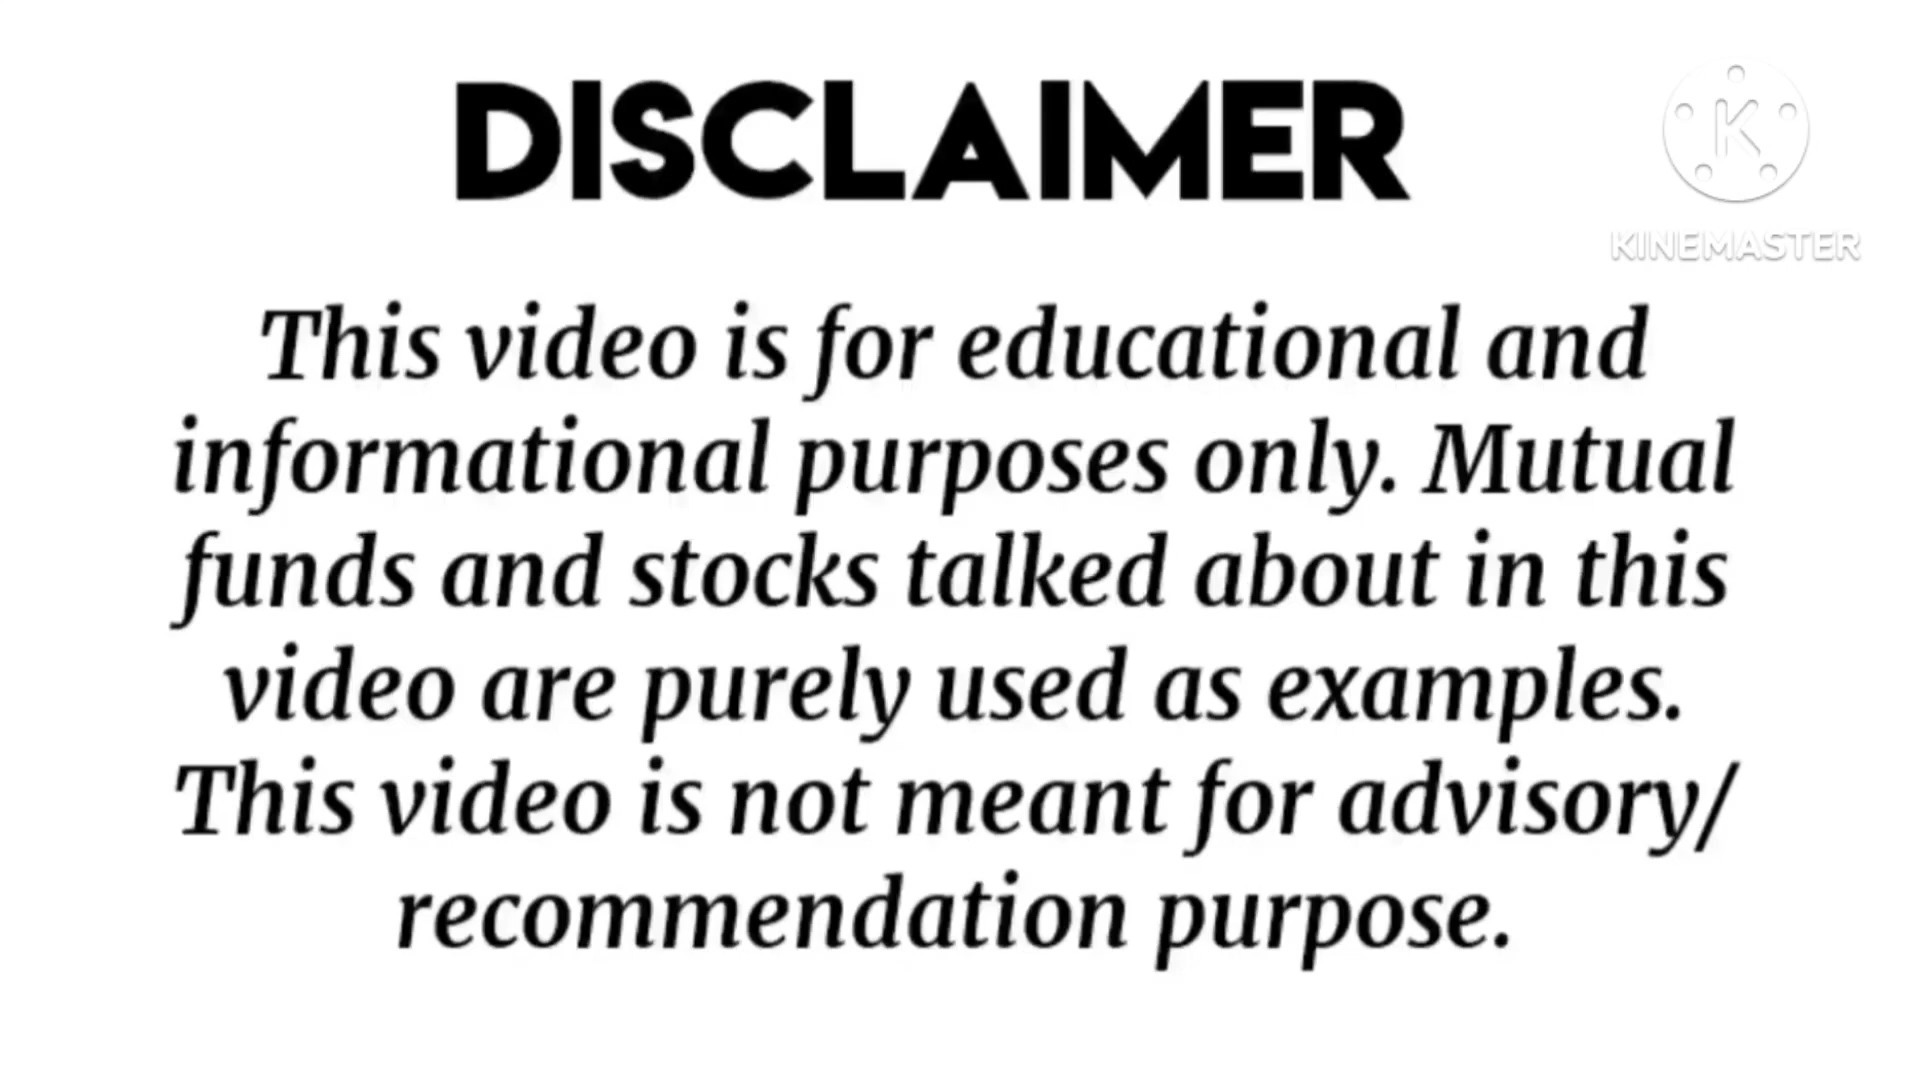 DISCLAIMER
K
KINEMASTER
This video is for educational and
informational purposes only. Mutual
funds and stocks talked about in this
video are purely used as examples.
This video is not meant for advisory/
recommendation purpose.